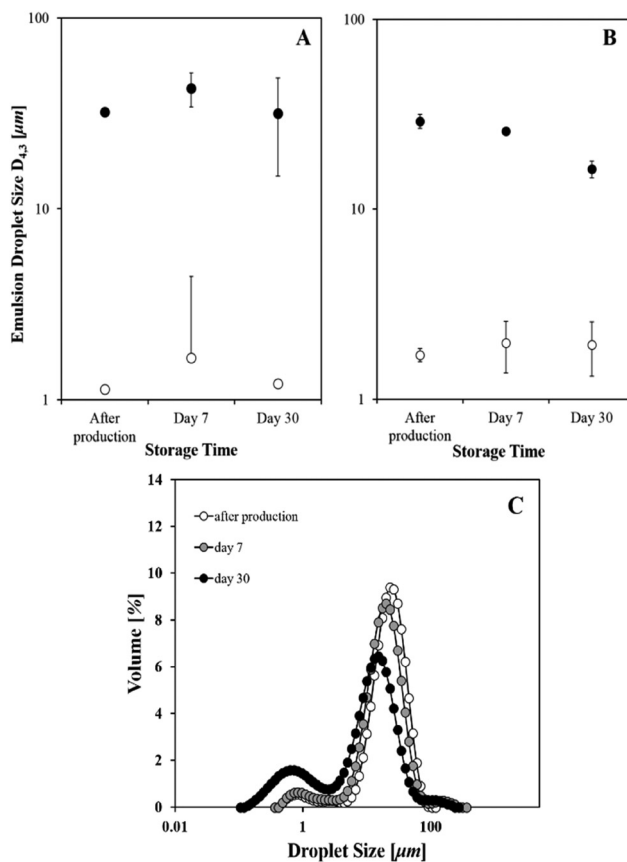 A
100
10
1
Emulsion Droplet Size D4,3 [μm]
After production
Day 7
Day 30
Storage Time
B
100
10
1
After production
Day 7
Day 30
Storage Time
C
14
12
10
8
6
4
2
0
Volume [%]
after production
day 7
day 30
0.01
1
100
Droplet Size [μm]